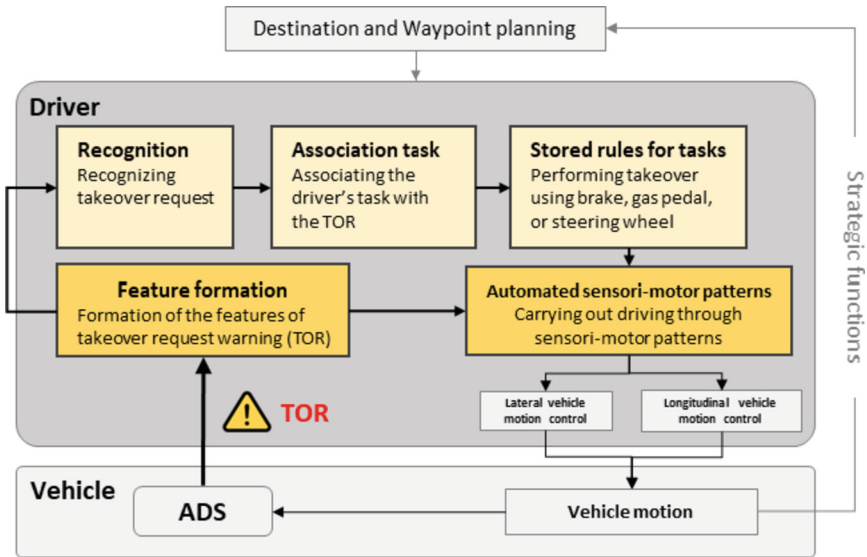 Destination and Waypoint planning
Driver
Recognition
Recognizing
takeover request
Association task
Associating the
driver's task with
the TOR
Stored rules for tasks
Performing takeover
using brake, gas pedal,
or steering wheel
Feature formation
Formation of the features of
takeover request warning (TOR)
Automated sensori-motor patterns
Carrying out driving through
sensori-motor patterns
TOR
Lateral vehicle
motion control
Longitudinal vehicle
motion control
Strategic functions
Vehicle
ADS
Vehicle motion